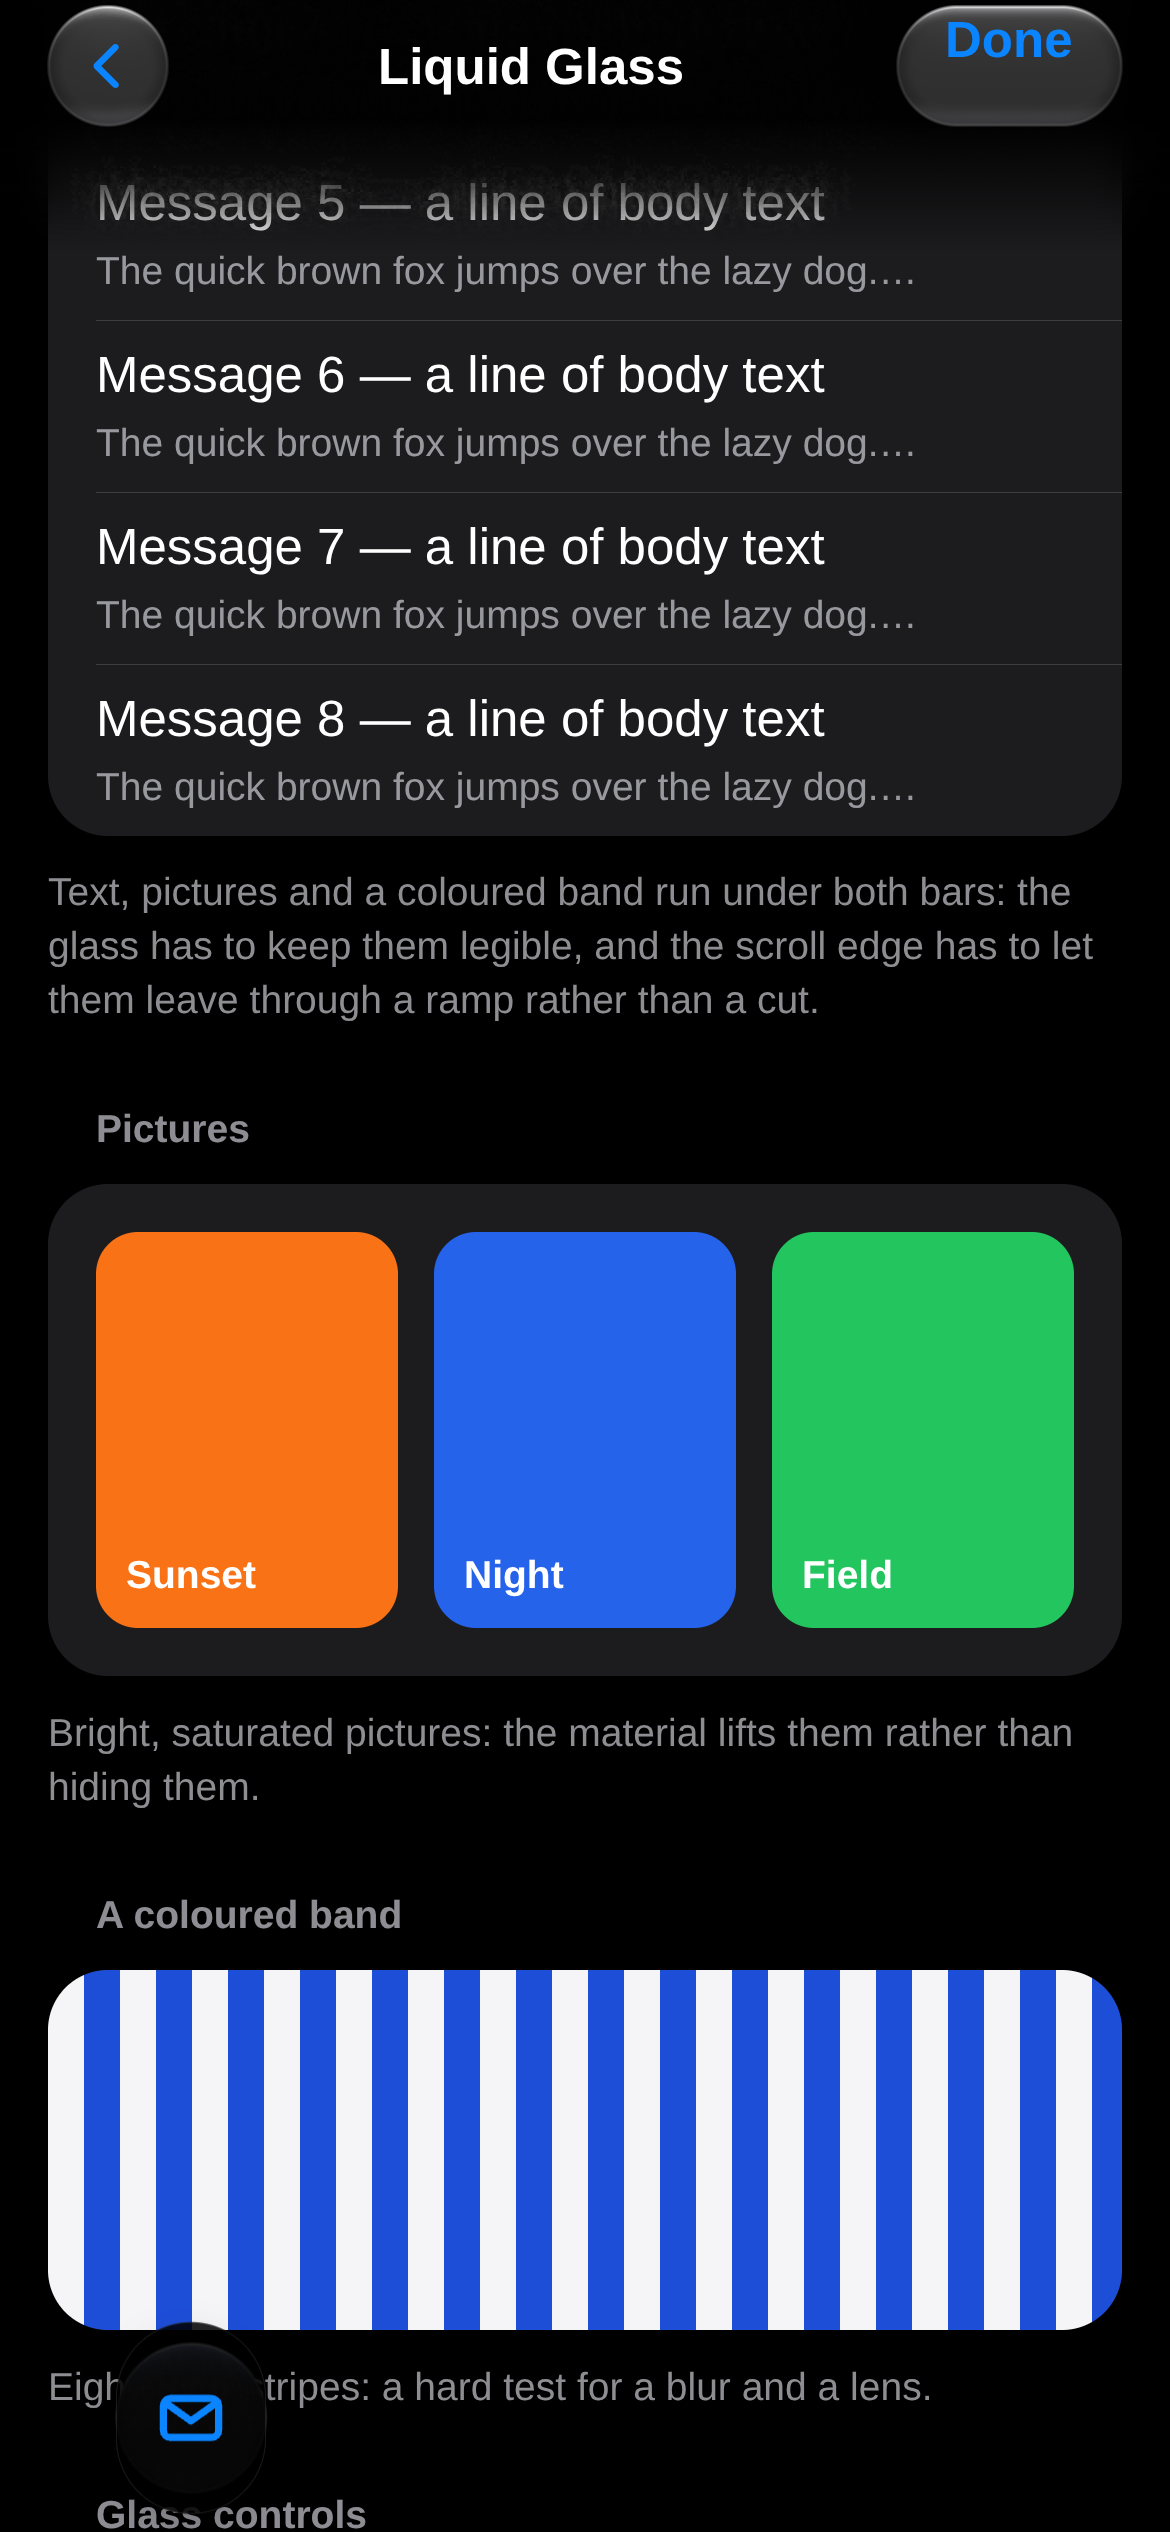 Liquid Glass
Done
Message 5 — a line of body text
The quick brown fox jumps over the lazy dog....
Message 6 — a line of body text
The quick brown fox jumps over the lazy dog....
Message 7 — a line of body text
The quick brown fox jumps over the lazy dog....
Message 8 — a line of body text
The quick brown fox jumps over the lazy dog....
Text, pictures and a coloured band run under both bars: the
glass has to keep them legible, and the scroll edge has to let
them leave through a ramp rather than a cut.
Pictures
Sunset
Night
Field
Bright, saturated pictures: the material lifts them rather than
hiding them.
A coloured band
tripes: a hard test for a blur and a lens.
Glass controls